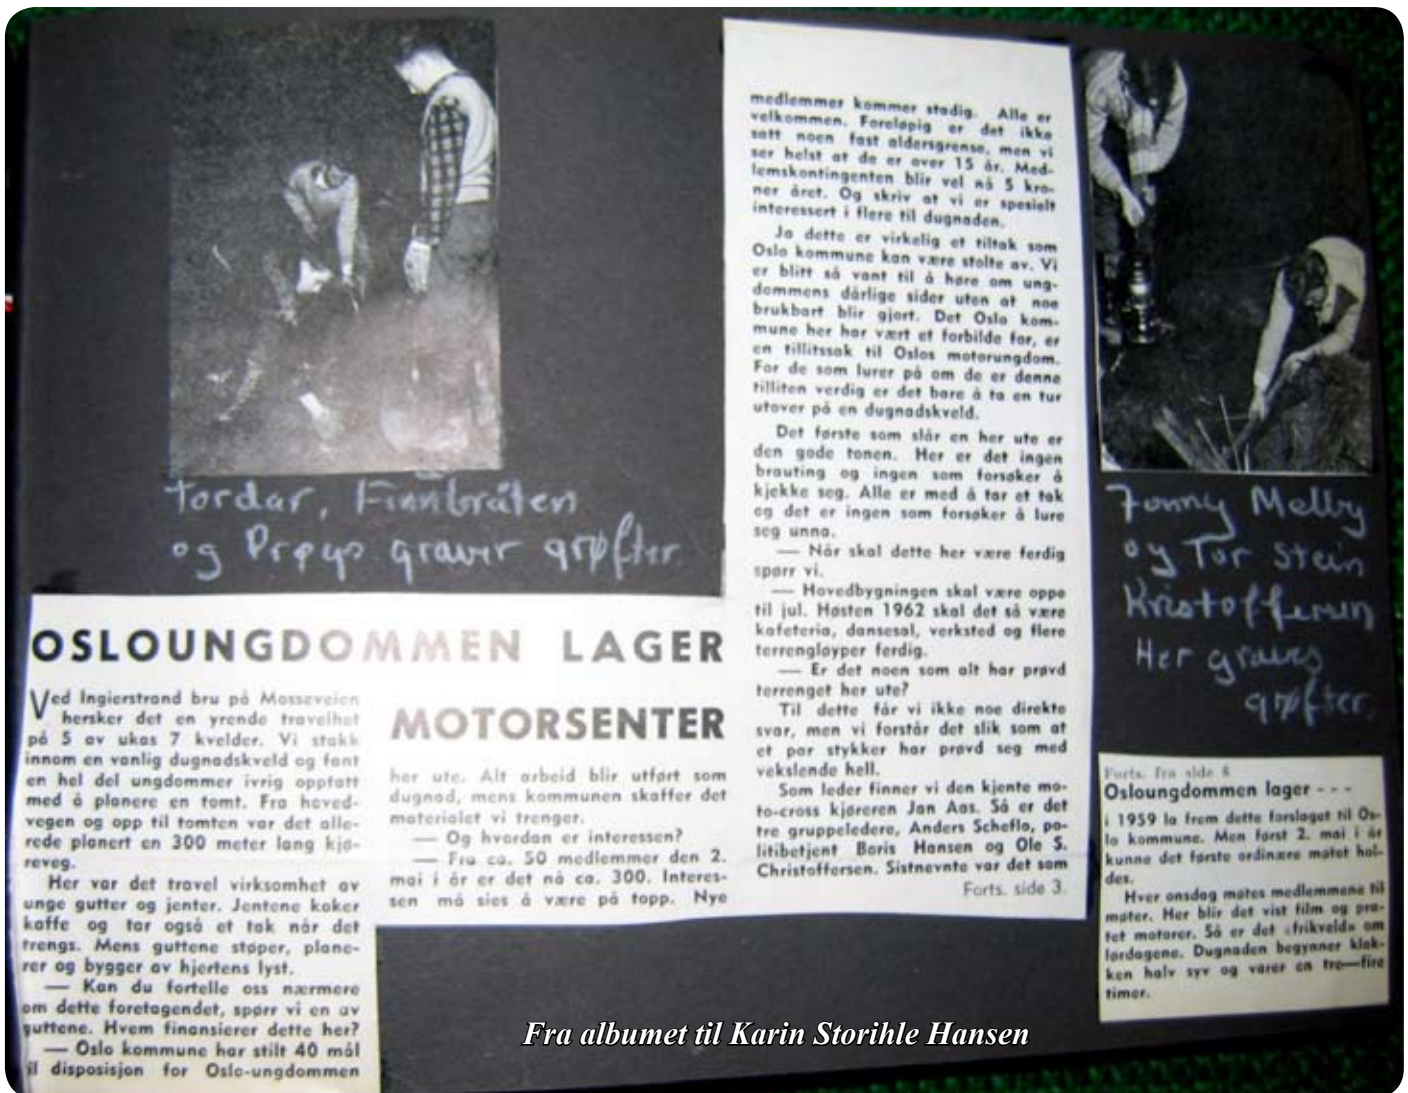 Tordar, Finnbråten
og Prøys graver grøfter.
OSLOUNGDOMMEN LAGER
MOTORSENTER
Ved Ingierstrand bru på Mosseveien
hersker det en yrende travelhet
på 5 av ukas 7 kvelder. Vi stakk
innom en vanlig dugnadskveld og fant
en hel del ungdommer ivrig opptatt
med å planere en tomt. Fra hoved-
vegen og opp til tomten var det alle-
rede planert en 300 meter lang kjø-
reveg.
Her var det travel virksomhet av
unge gutter og jenter. Jentene koker
kaffe og tar også et tak når det
trengs. Mens guttene støper, plane-
rer og bygger av hjertens lyst.
— Kan du fortelle oss nærmere
om dette foretagendet, spørr vi en av
guttene. Hvem finansierer dette her?
— Oslo kommune har stilt 40 mål
il disposisjon for Oslo-ungdommen
her ute. Alt arbeid blir utført som
dugnad, mens kommunen skaffer det
materialet vi trenger.
— Og hvordan er interessen?
— Fra ca. 50 medlemmer den 2.
mai i år er det nå ca. 300. Interes-
sen må sies å være på topp. Nye
medlemmer kommer stadig. Alle er
velkommen. Foreløpig er det ikke
satt noen fast aldersgrense, men vi
ser helst at de er over 15 år. Med-
lemskontingenten blir vel nå 5 kro-
ner året. Og skriv at vi er spesielt
interessert i flere til dugnaden.
Ja dette er virkelig et tiltak som
Oslo kommune kan være stolte av. Vi
er blitt så vant til å høre om ung-
dommens dårlige sider uten at noe
brukbart blir gjort. Det Oslo kom-
mune her har vært et forbilde for, er
en tillitssak til Oslos motorungdom.
For de som lurer på om de er denne
tilliten verdig er det bare å ta en tur
utover på en dugnadskveld.
Det første som slår en her ute er
den gode tonen. Her er det ingen
brauting og ingen som forsøker å
kjekke seg. Alle er med å tar et tak
og det er ingen som forsøker å lure
seg unna.
— Når skal dette her være ferdig
spørr vi.
— Hovedbygningen skal være oppe
til jul. Høsten 1962 skal det så være
kafeteria, dansesal, verksted og flere
terrengløyper ferdig.
— Er det noen som alt har prøvd
terrenget her ute?
Til dette får vi ikke noe direkte
svar, men vi forstår det slik som at
et par stykker har prøvd seg med
vekslende hell.
Som leder finner vi den kjente mo-
to-cross kjøreren Jan Aas. Så er det
tre gruppeledere, Anders Scheflo, po-
litibetjent Boris Hansen og Ole S.
Christoffersen. Sistnevnte var det som
Forts. side 3.
Jonny Melby
og Tor Stein
Kristoffersen
Her graves
grøfter.
Forts. fra side 8
Osloungdommen lager - - -
i 1959 la frem dette forslaget til Os-
lo kommune. Men først 2. mai i år
kunne det første ordinære møtet hol-
des.
Hver onsdag møtes medlemmene til
møter. Her blir det vist film og pra-
tet motorer. Så er det «frikveld» om
lørdagene. Dugnaden begynner klok-
ken halv syv og varer en tre—fire
timer.
Fra albumet til Karin Storihle Hansen